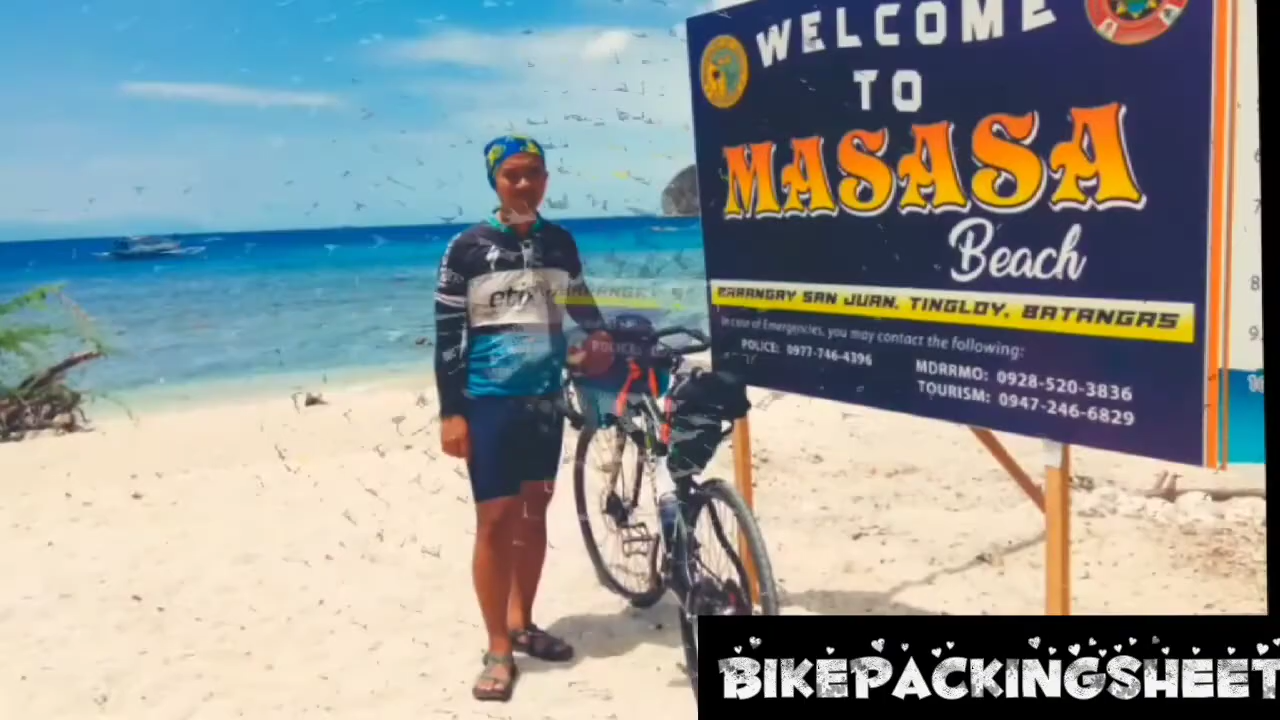 WELCOME
TO
MASASA
Beach
BARANGAY SAN JUAN, TINGLOY, BATANGAS
In case of Emergencies, you may contact the following:
POLICE: 0977-746-4396
MDRRMO: 0928-520-3836
TOURISM: 0947-246-6829
etix
BIKEPACKINGSHEET